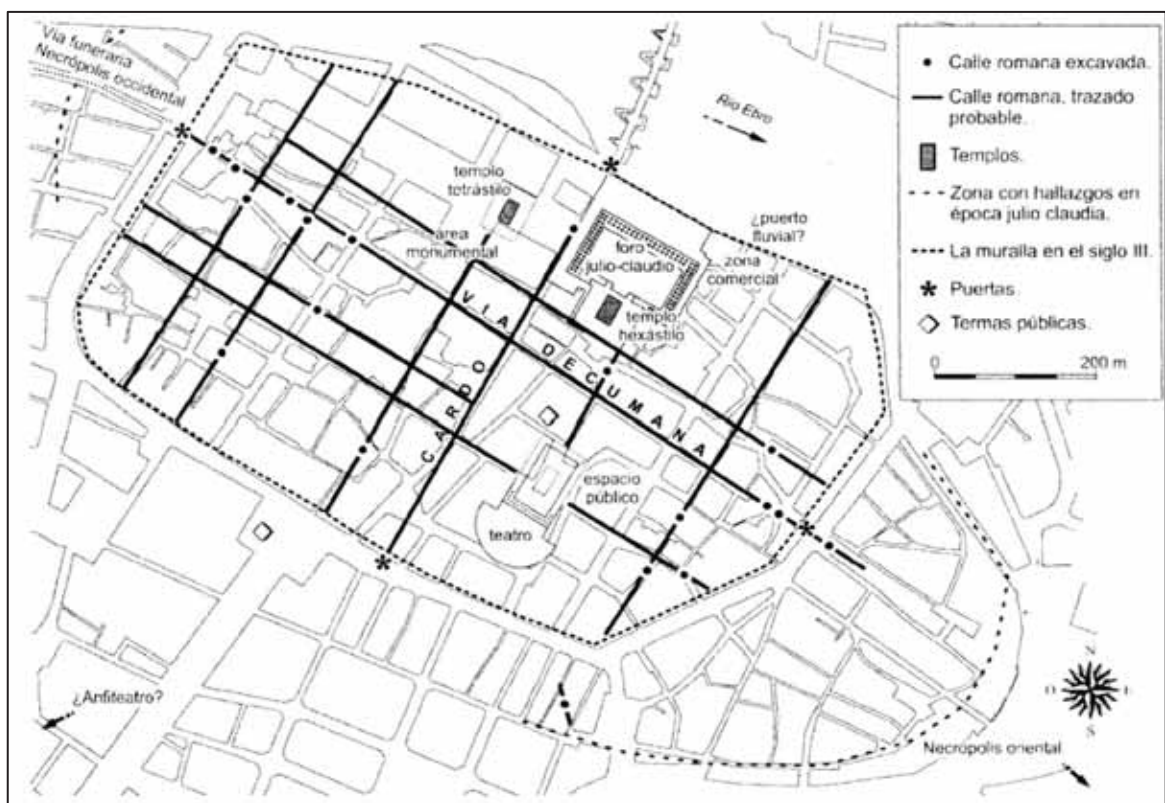 Vía funeraria
Necrópolis occidental
Río Ebro
templo
tetrástilo
área
monumental
foro
julio-claudio
¿puerto
fluvial?
zona
comercial
templo
hexástilo
VÍA DECUMANA
CARDO
espacio
público
teatro
¿Anfiteatro?
Necrópolis oriental
N
O
E
S
Calle romana excavada.
Calle romana, trazado
probable.
Templos.
Zona con hallazgos en
época julio claudia.
La muralla en el siglo III.
Puertas.
Termas públicas.
0 200 m.